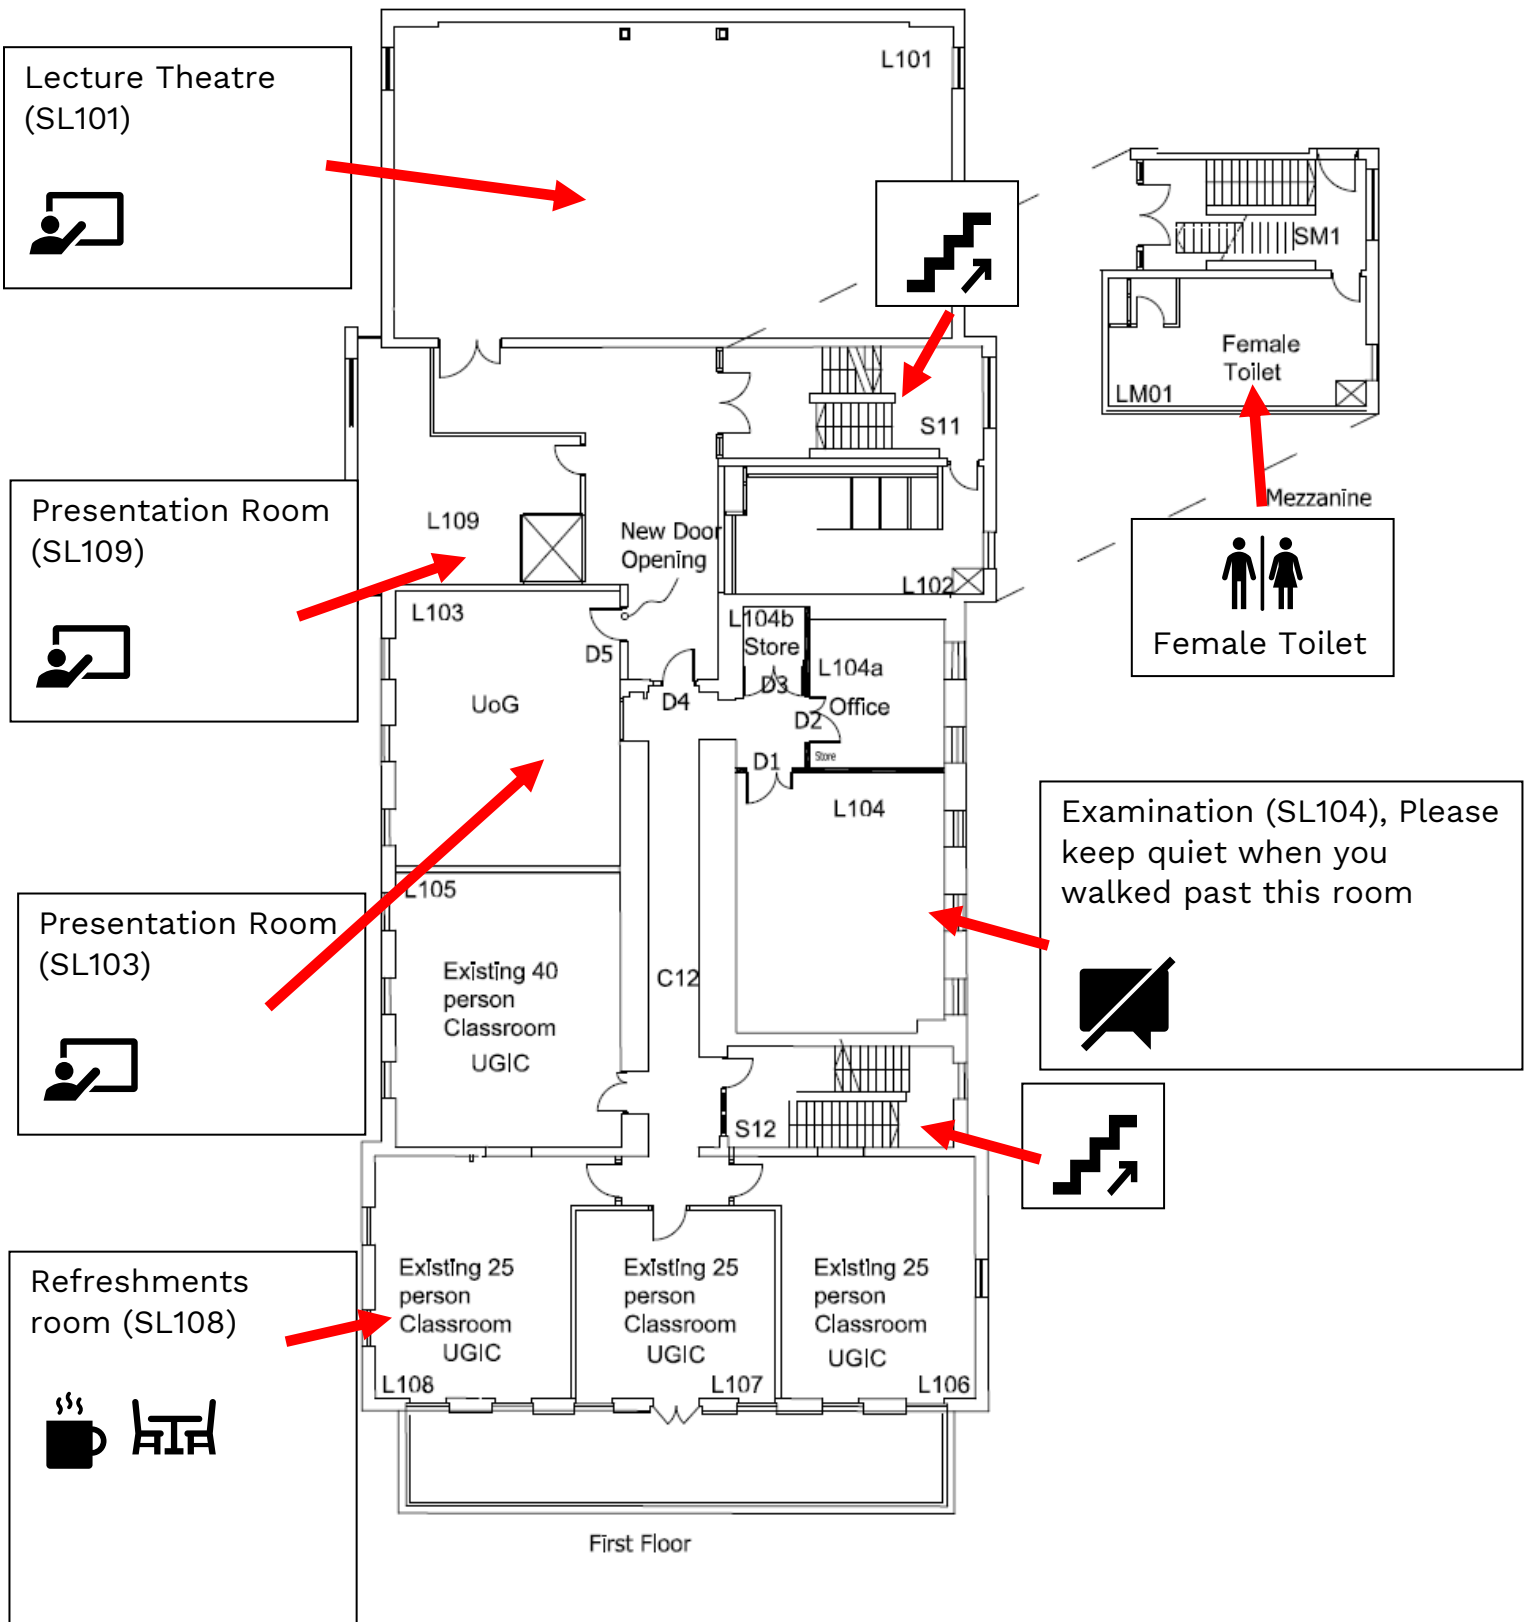 Lecture Theatre
(SL101)
L101
SM1
Female
Toilet
LM01
S11
Mezzanine
Presentation Room
(SL109)
L109
New Door
Opening
L102
Female Toilet
L103
L104b
Store
D5
L104a
D3
UoG
D4
Office
D2
D1
Store
L104
Examination (SL104), Please
keep quiet when you
walked past this room
L105
Presentation Room
(SL103)
Existing 40
person
Classroom
UGIC
C12
S12
Refreshments
room (SL108)
Existing 25
person
Classroom
UGIC
L108
Existing 25
person
Classroom
UGIC
L107
Existing 25
person
Classroom
UGIC
L106
First Floor